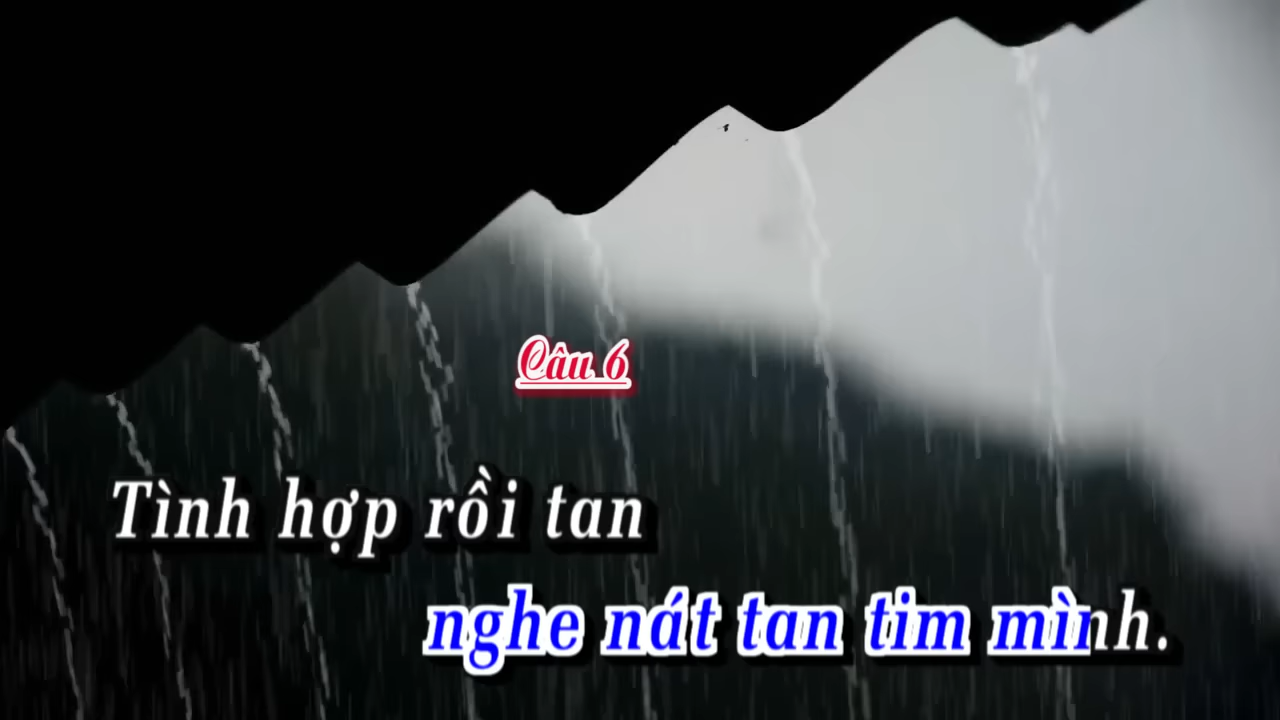 Câu 6
Tình hợp rồi tan
nghe nát tan tim mình.